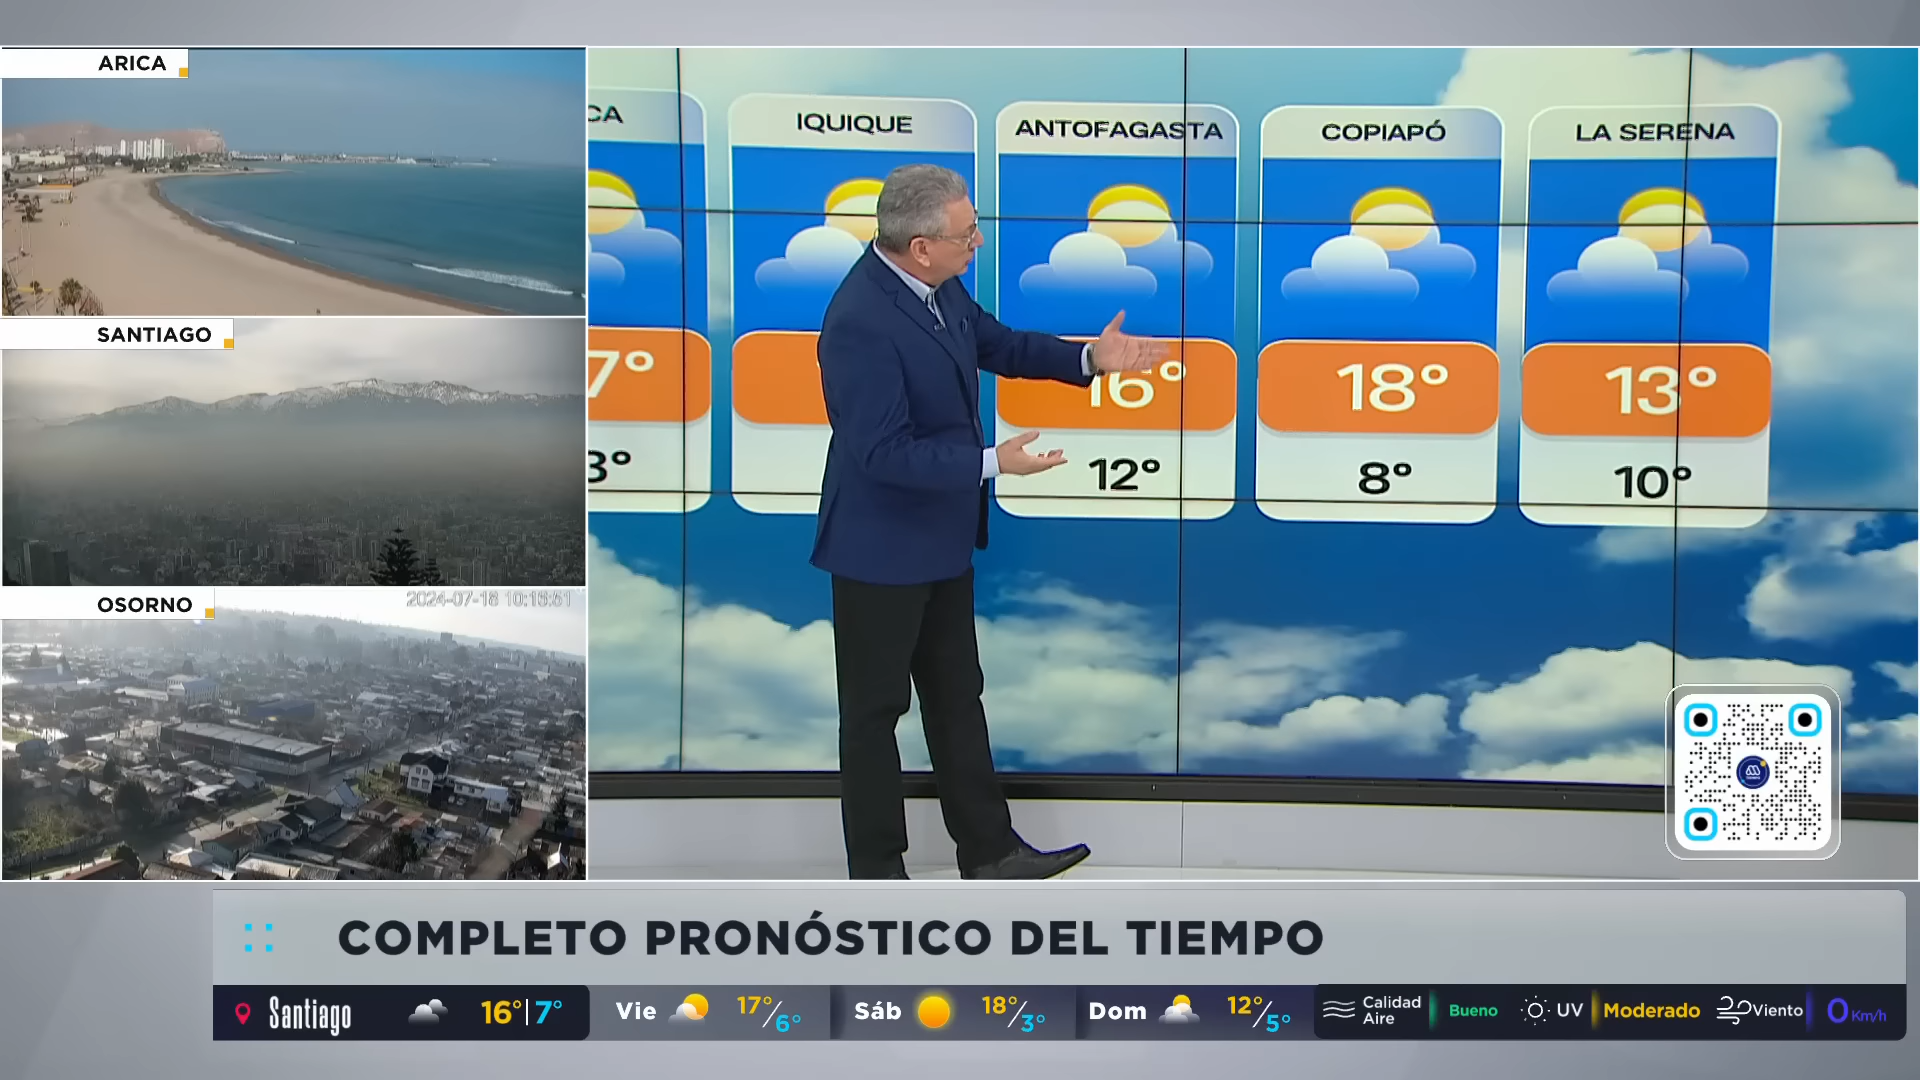 ARICA
SANTIAGO
OSORNO
2024-07-18 10:18:51
CA
7°
3°
IQUIQUE
ANTOFAGASTA
16°
12°
COPIAPÓ
18°
8°
LA SERENA
13°
10°
COMPLETO PRONÓSTICO DEL TIEMPO
Santiago 16° | 7°
Vie 17°/6°
Sáb 18°/3°
Dom 12°/5°
Calidad
Aire
Bueno
UV Moderado
Viento 0 Km/h